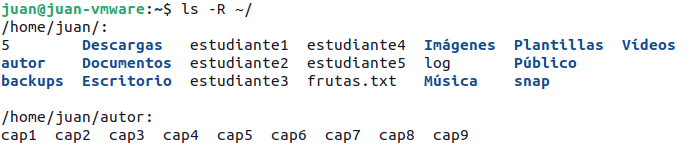 juan@juan-vmware:~$ ls -R ~/
/home/juan/:
5 Descargas estudiante1 estudiante4 Imágenes Plantillas Vídeos
autor Documentos estudiante2 estudiante5 log Público
backups Escritorio estudiante3 frutas.txt Música snap

/home/juan/autor:
cap1 cap2 cap3 cap4 cap5 cap6 cap7 cap8 cap9